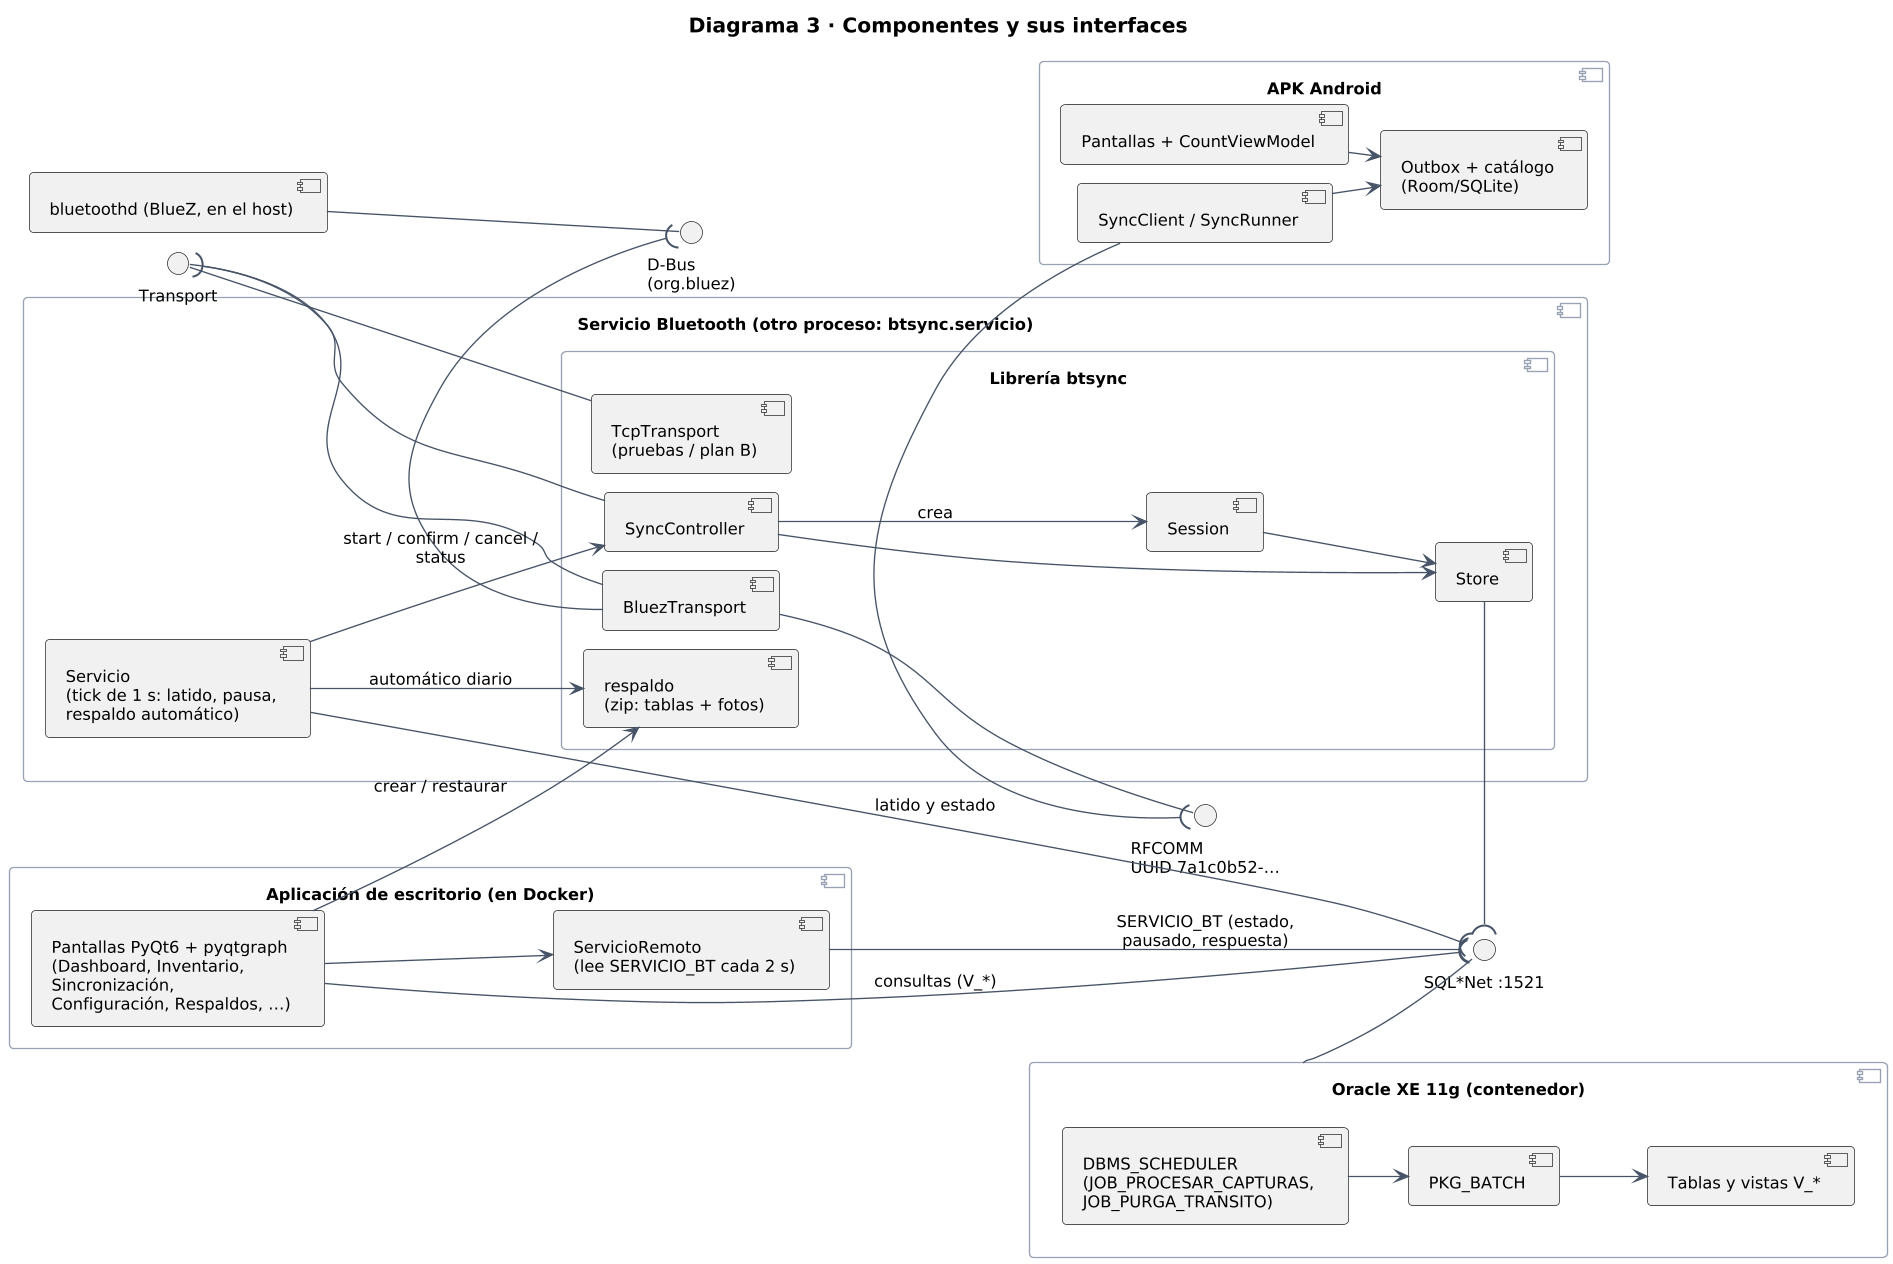 Diagrama 3 · Componentes y sus interfaces
APK Android
Pantallas + CountViewModel
Outbox + catálogo
(Room/SQLite)
SyncClient / SyncRunner
bluetoothd (BlueZ, en el host)
D-Bus
(org.bluez)
Transport
Servicio Bluetooth (otro proceso: btsync.servicio)
Librería btsync
TcpTransport
(pruebas / plan B)
SyncController
crea
Session
start / confirm / cancel /
status
Store
BluezTransport
Servicio
(tick de 1 s: latido, pausa,
respaldo automático)
automático diario
respaldo
(zip: tablas + fotos)
crear / restaurar
latido y estado
RFCOMM
UUID 7a1c0b52-...
Aplicación de escritorio (en Docker)
Pantallas PyQt6 + pyqtgraph
(Dashboard, Inventario,
Sincronización,
Configuración, Respaldos, ...)
ServicioRemoto
(lee SERVICIO_BT cada 2 s)
SERVICIO_BT (estado,
pausado, respuesta)
consultas (V_*)
SQL*Net :1521
Oracle XE 11g (contenedor)
DBMS_SCHEDULER
(JOB_PROCESAR_CAPTURAS,
JOB_PURGA_TRANSITO)
PKG_BATCH
Tablas y vistas V_*